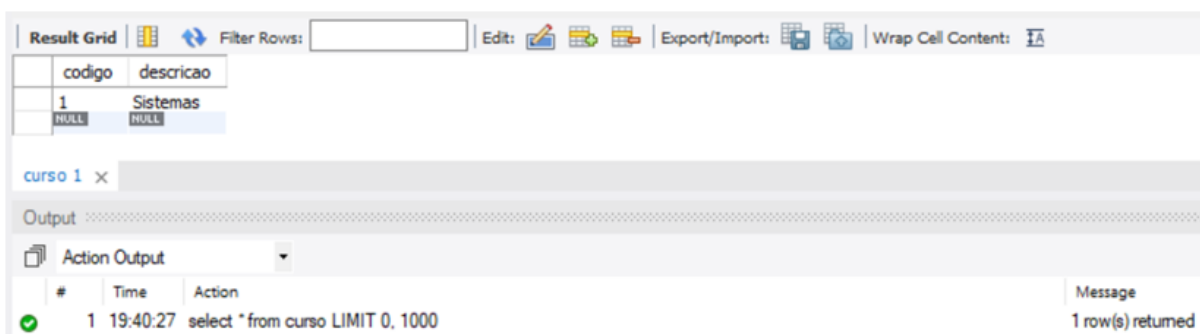 Result Grid Filter Rows: Edit: Export/Import: Wrap Cell Content: IA
codigo descricao
1 Sistemas
NULL NULL
curso 1 ×
Output
Action Output
# Time Action Message
1 19:40:27 select * from curso LIMIT 0, 1000 1 row(s) returned